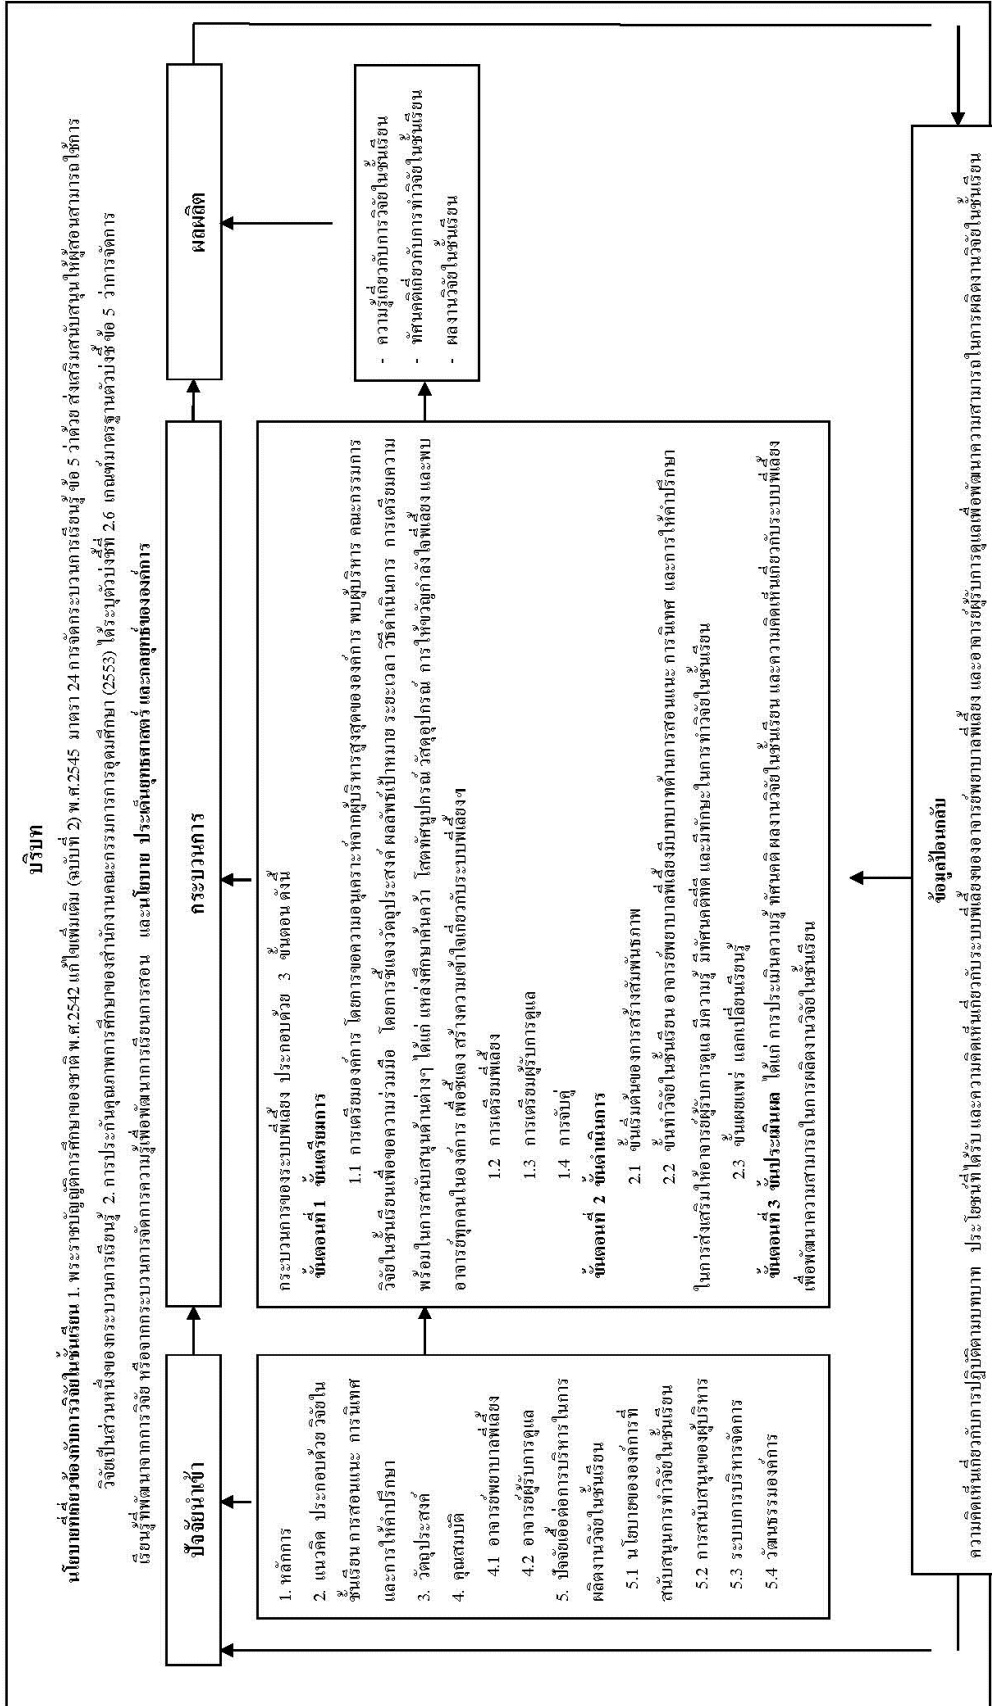 บริบท
นโยบายที่เกี่ยวข้องกับการวิจัยในชั้นเรียน 1. พระราชบัญญัติการศึกษาของชาติ พ.ศ.2542 แก้ไขเพิ่มเติม (ฉบับที่ 2) พ.ศ.2545 มาตรา 24 การจัดกระบวนการเรียนรู้ ข้อ 5 ว่าด้วย ส่งเสริมสนับสนุนให้ผู้สอนสามารถใช้การ
วิจัยเป็นส่วนหนึ่งของกระบวนการเรียนรู้ 2. การประกันคุณภาพการศึกษาของสำนักงานคณะกรรมการการอุดมศึกษา (2553) ได้ระบุตัวบ่งชี้ที่ 2.6 เกณฑ์มาตรฐานตัวบ่งชี้ ข้อ 5 ว่าการจัดการ
เรียนรู้ที่พัฒนาจากการวิจัย หรือจากกระบวนการจัดการความรู้เพื่อพัฒนาการเรียนการสอน และนโยบาย ประเด็นยุทธศาสตร์ และกลยุทธ์ขององค์การ
ปัจจัยนำเข้า
กระบวนการ
ผลผลิต
1. หลักการ
2. แนวคิด ประกอบด้วย วิจัยใน
ชั้นเรียน การสอนแนะ การนิเทศ
และการให้คำปรึกษา
3. วัตถุประสงค์
4. คุณสมบัติ
4.1 อาจารย์พยาบาลพี่เลี้ยง
4.2 อาจารย์ผู้รับการดูแล
5. ปัจจัยเอื้อต่อการบริหารในการ
ผลิตงานวิจัยในชั้นเรียน
5.1 นโยบายขององค์การที่
สนับสนุนการทำวิจัยในชั้นเรียน
5.2 การสนับสนุนของผู้บริหาร
5.3 ระบบการบริหารจัดการ
5.4 วัฒนธรรมองค์การ
กระบวนการของระบบพี่เลี้ยง ประกอบด้วย 3 ขั้นตอน ดังนี้
ขั้นตอนที่ 1 ขั้นเตรียมการ
1.1 การเตรียมองค์การ โดยการขอความอนุเคราะห์จากผู้บริหารสูงสุดขององค์การ พบผู้บริหาร คณะกรรมการ
วิจัยในชั้นเรียนเพื่อขอความร่วมมือ โดยการชี้แจงวัตถุประสงค์ ผลลัพธ์เป้าหมาย ระยะเวลา วิธีดำเนินการ การเตรียมความ
พร้อมในการสนับสนุนด้านต่างๆ ได้แก่ แหล่งศึกษาค้นคว้า โสตทัศนูปกรณ์ วัสดุอุปกรณ์ การให้ขวัญกำลังใจพี่เลี้ยง และพบ
อาจารย์ทุกคนในองค์การ เพื่อชี้แจง สร้างความเข้าใจเกี่ยวกับระบบพี่เลี้ยงฯ
1.2 การเตรียมพี่เลี้ยง
1.3 การเตรียมผู้รับการดูแล
1.4 การจับคู่
ขั้นตอนที่ 2 ขั้นดำเนินการ
2.1 ขั้นเริ่มต้นของการสร้างสัมพันธภาพ
2.2 ขั้นทำวิจัยในชั้นเรียน อาจารย์พยาบาลพี่เลี้ยงมีบทบาทด้านการสอนแนะ การนิเทศ และการให้คำปรึกษา
ในการส่งเสริมให้อาจารย์ผู้รับการดูแล มีความรู้ มีทัศนคติที่ดี และมีทักษะในการทำวิจัยในชั้นเรียน
2.3 ขั้นเผยแพร่ แลกเปลี่ยนเรียนรู้
ขั้นตอนที่ 3 ขั้นประเมินผล ได้แก่ การประเมินความรู้ ทัศนคติ ผลงานวิจัยในชั้นเรียน และความคิดเห็นเกี่ยวกับระบบพี่เลี้ยง
เพื่อพัฒนาความสามารถในการผลิตงานวิจัยในชั้นเรียน
- ความรู้เกี่ยวกับการวิจัยในชั้นเรียน
- ทัศนคติเกี่ยวกับการทำวิจัยในชั้นเรียน
- ผลงานวิจัยในชั้นเรียน
ข้อมูลป้อนกลับ
ความคิดเห็นเกี่ยวกับการปฏิบัติตามบทบาท ประโยชน์ที่ได้รับ และความคิดเห็นเกี่ยวกับระบบพี่เลี้ยงของอาจารย์พยาบาลพี่เลี้ยง และอาจารย์ผู้รับการดูแลเพื่อพัฒนาความสามารถในการผลิตงานวิจัยในชั้นเรียน